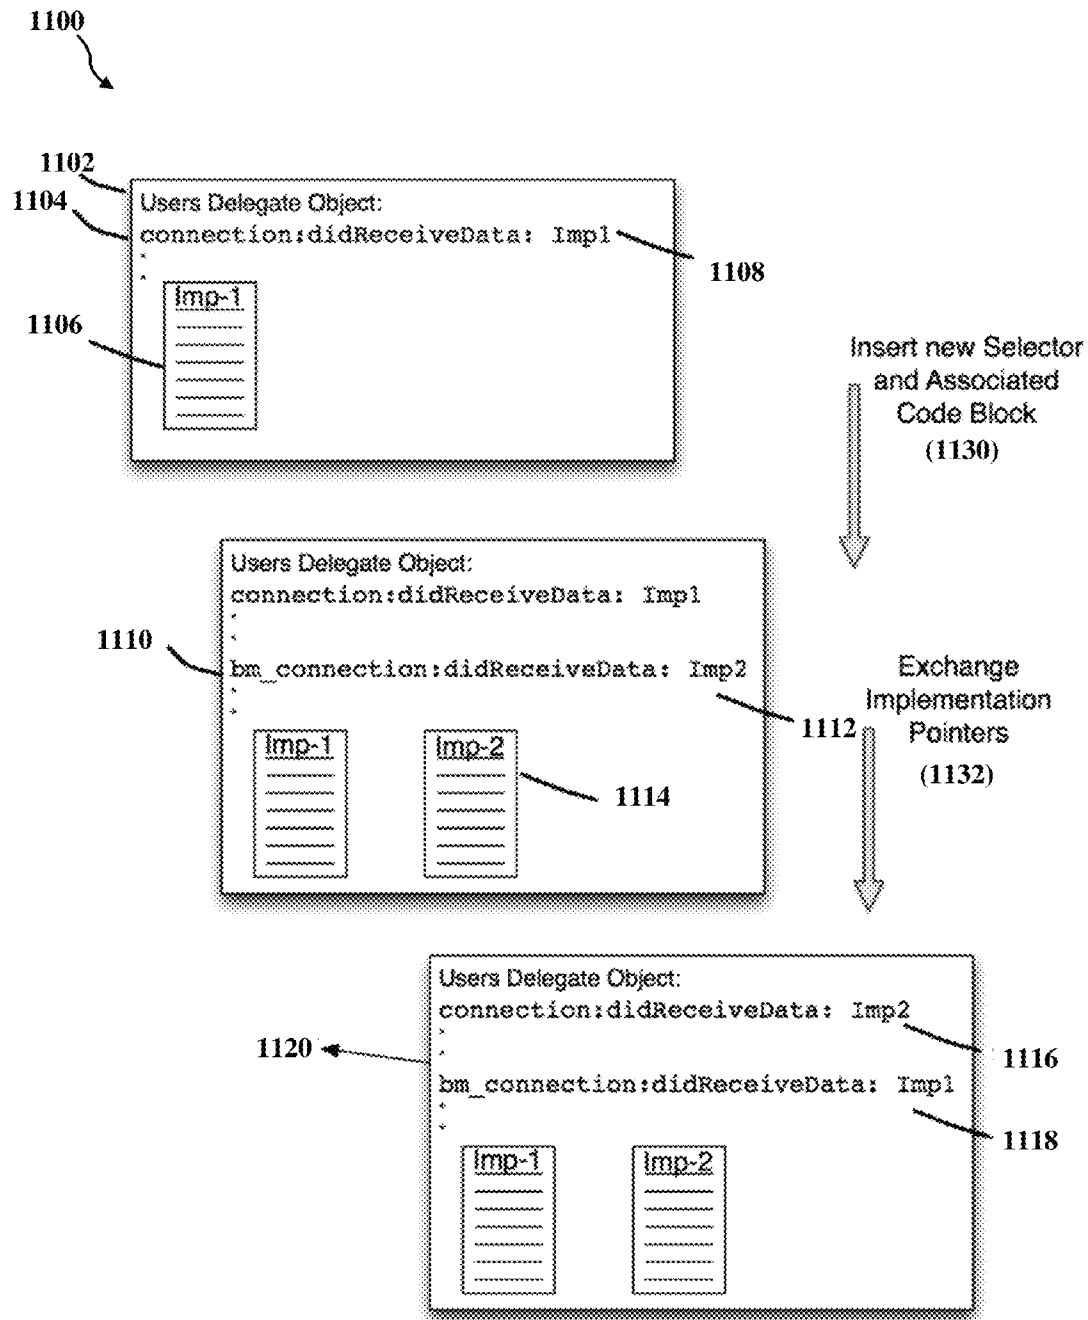 1100
1102
Users Delegate Object:
1104
connection:didReceiveData: Imp1
1108
Imp-1
1106
Insert new Selector
and Associated
Code Block
(1130)
Users Delegate Object:
connection:didReceiveData: Imp1
1110
bm_connection:didReceiveData: Imp2
1112
Imp-1
Imp-2
1114
Exchange
Implementation
Pointers
(1132)
Users Delegate Object:
connection:didReceiveData: Imp2
1116
1120
bm_connection:didReceiveData: Imp1
1118
Imp-1
Imp-2